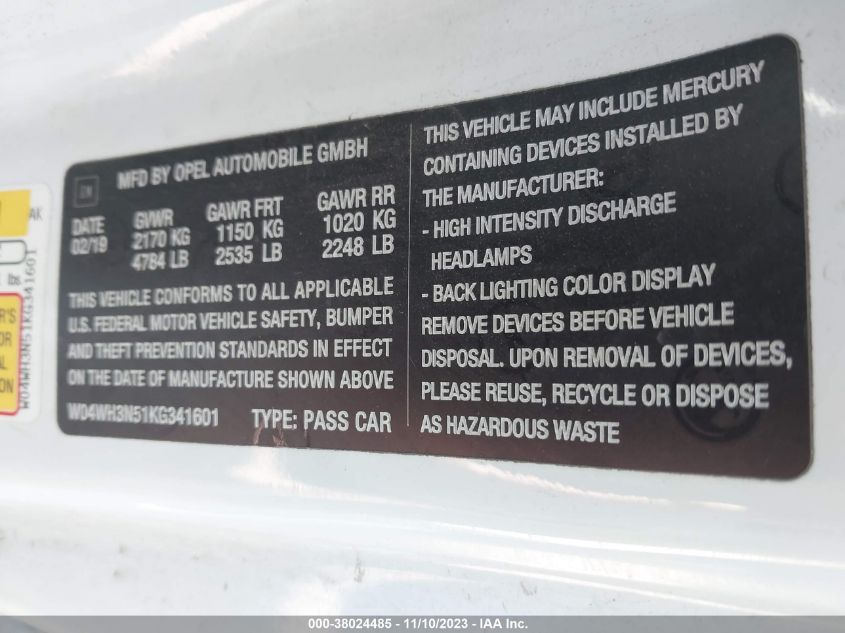 GM
MFD BY OPEL AUTOMOBILE GMBH
DATE GVWR GAWR FRT GAWR RR
02/19 2170 KG 1150 KG 1020 KG
4784 LB 2535 LB 2248 LB
THIS VEHICLE CONFORMS TO ALL APPLICABLE
U.S. FEDERAL MOTOR VEHICLE SAFETY, BUMPER
AND THEFT PREVENTION STANDARDS IN EFFECT
ON THE DATE OF MANUFACTURE SHOWN ABOVE
W04WH3N51KG341601 TYPE: PASS CAR
THIS VEHICLE MAY INCLUDE MERCURY
CONTAINING DEVICES INSTALLED BY
THE MANUFACTURER:
- HIGH INTENSITY DISCHARGE
HEADLAMPS
- BACK LIGHTING COLOR DISPLAY
REMOVE DEVICES BEFORE VEHICLE
DISPOSAL. UPON REMOVAL OF DEVICES,
PLEASE REUSE, RECYCLE OR DISPOSE
AS HAZARDOUS WASTE
AK
lbs
W04WH3N51KG341601
000-38024485 - 11/10/2023 - IAA Inc.